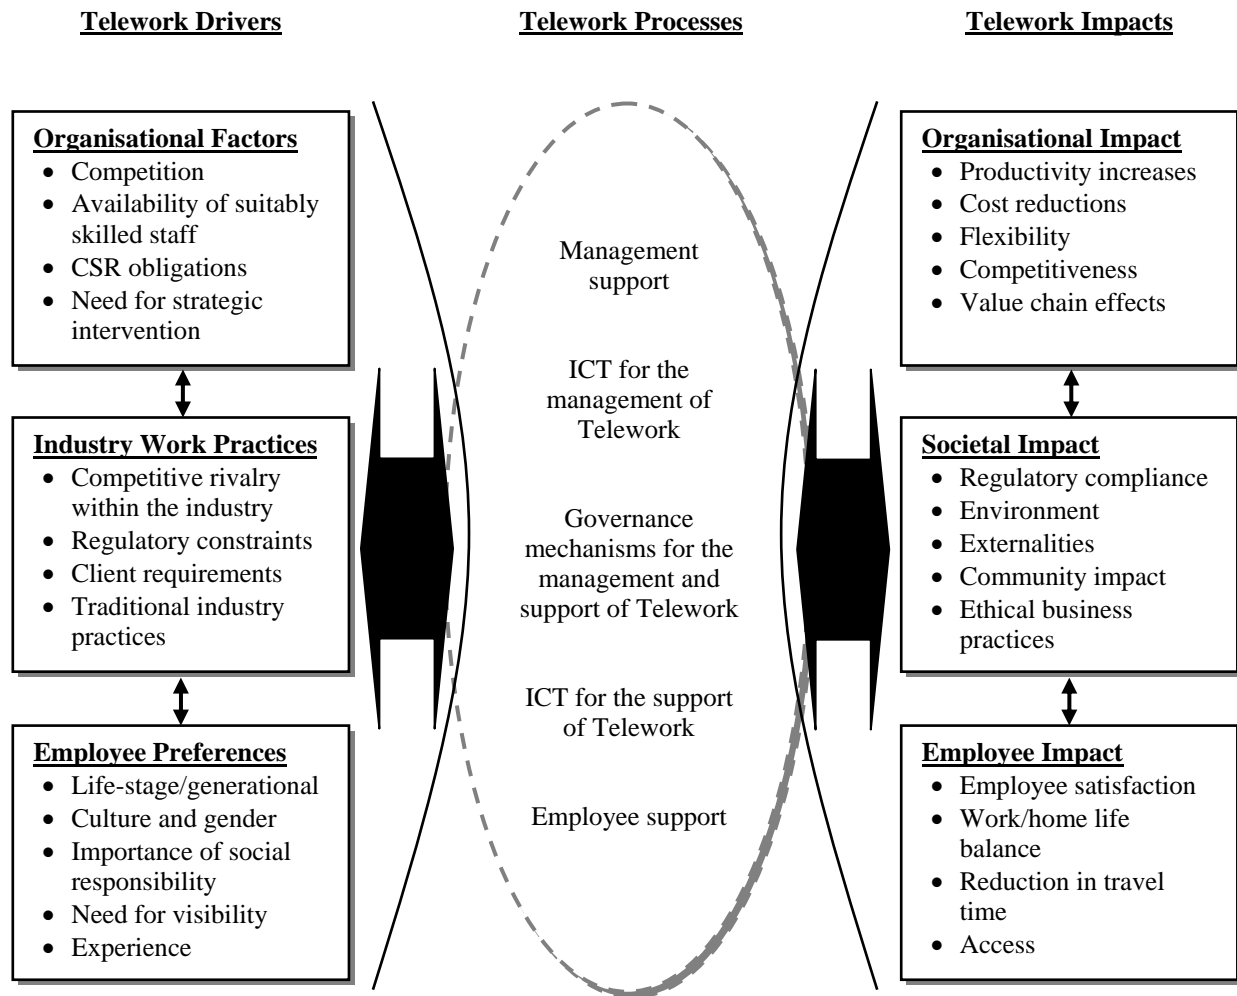 Telework Drivers
Telework Processes
Telework Impacts
Organisational Factors
• Competition
• Availability of suitably
skilled staff
• CSR obligations
• Need for strategic
intervention
Industry Work Practices
• Competitive rivalry
within the industry
• Regulatory constraints
• Client requirements
• Traditional industry
practices
Employee Preferences
• Life-stage/generational
• Culture and gender
• Importance of social
responsibility
• Need for visibility
• Experience
Management
support
ICT for the
management of
Telework
Governance
mechanisms for the
management and
support of Telework
ICT for the support
of Telework
Employee support
Organisational Impact
• Productivity increases
• Cost reductions
• Flexibility
• Competitiveness
• Value chain effects
Societal Impact
• Regulatory compliance
• Environment
• Externalities
• Community impact
• Ethical business
practices
Employee Impact
• Employee satisfaction
• Work/home life
balance
• Reduction in travel
time
• Access